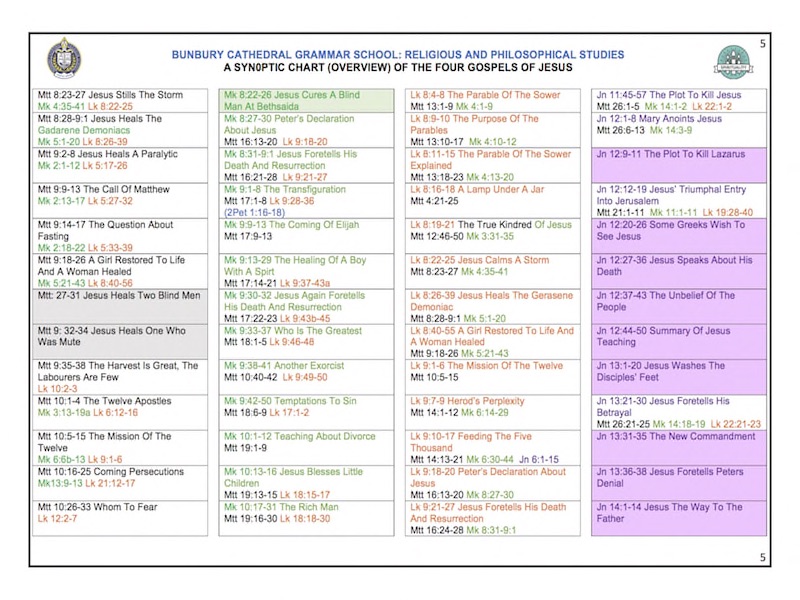 5
BUNBURY CATHEDRAL GRAMMAR SCHOOL: RELIGIOUS AND PHILOSOPHICAL STUDIES
A SYN0PTIC CHART (OVERVIEW) OF THE FOUR GOSPELS OF JESUS
SPIRITUALITY
Mtt 8:23-27 Jesus Stills The Storm
Mk 4:35-41 Lk 8:22-25
Mtt 8:28-9:1 Jesus Heals The
Gadarene Demoniacs
Mk 5:1-20 Lk 8:26-39
Mtt 9:2-8 Jesus Heals A Paralytic
Mk 2:1-12 Lk 5:17-26
Mtt 9:9-13 The Call Of Matthew
Mk 2:13-17 Lk 5:27-32
Mtt 9:14-17 The Question About
Fasting
Mk 2:18-22 Lk 5:33-39
Mtt 9:18-26 A Girl Restored To Life
And A Woman Healed
Mk 5:21-43 Lk 8:40-56
Mtt: 27-31 Jesus Heals Two Blind Men
Mtt 9: 32-34 Jesus Heals One Who
Was Mute
Mtt 9:35-38 The Harvest Is Great, The
Labourers Are Few
Lk 10:2-3
Mtt 10:1-4 The Twelve Apostles
Mk 3:13-19a Lk 6:12-16
Mtt 10:5-15 The Mission Of The
Twelve
Mk 6:6b-13 Lk 9:1-6
Mtt 10:16-25 Coming Persecutions
Mk13:9-13 Lk 21:12-17
Mtt 10:26-33 Whom To Fear
Lk 12:2-7
Mk 8:22-26 Jesus Cures A Blind
Man At Bethsaida
Mk 8:27-30 Peter's Declaration
About Jesus
Mtt 16:13-20 Lk 9:18-20
Mk 8:31-9:1 Jesus Foretells His
Death And Resurrection
Mtt 16:21-28 Lk 9:21-27
Mk 9:1-8 The Transfiguration
Mtt 17:1-8 Lk 9:28-36
(2Pet 1:16-18)
Mk 9:9-13 The Coming Of Elijah
Mtt 17:9-13
Mk 9:13-29 The Healing Of A Boy
With A Spirt
Mtt 17:14-21 Lk 9:37-43a
Mk 9:30-32 Jesus Again Foretells
His Death And Resurrection
Mtt 17:22-23 Lk 9:43b-45
Mk 9:33-37 Who Is The Greatest
Mtt 18:1-5 Lk 9:46-48
Mk 9:38-41 Another Exorcist
Mtt 10:40-42 Lk 9:49-50
Mk 9:42-50 Temptations To Sin
Mtt 18:6-9 Lk 17:1-2
Mk 10:1-12 Teaching About Divorce
Mtt 19:1-9
Mk 10:13-16 Jesus Blesses Little
Children
Mtt 19:13-15 Lk 18:15-17
Mk 10:17-31 The Rich Man
Mtt 19:16-30 Lk 18:18-30
Lk 8:4-8 The Parable Of The Sower
Mtt 13:1-9 Mk 4:1-9
Lk 8:9-10 The Purpose Of The
Parables
Mtt 13:10-17 Mk 4:10-12
Lk 8:11-15 The Parable Of The Sower
Explained
Mtt 13:18-23 Mk 4:13-20
Lk 8:16-18 A Lamp Under A Jar
Mtt 4:21-25
Lk 8:19-21 The True Kindred Of Jesus
Mtt 12:46-50 Mk 3:31-35
Lk 8:22-25 Jesus Calms A Storm
Mtt 8:23-27 Mk 4:35-41
Lk 8:26-39 Jesus Heals The Gerasene
Demoniac
Mtt 8:28-9:1 Mk 5:1-20
Lk 8:40-55 A Girl Restored To Life And
A Woman Healed
Mtt 9:18-26 Mk 5:21-43
Lk 9:1-6 The Mission Of The Twelve
Mtt 10:5-15
Lk 9:7-9 Herod's Perplexity
Mtt 14:1-12 Mk 6:14-29
Lk 9:10-17 Feeding The Five
Thousand
Mtt 14:13-21 Mk 6:30-44 Jn 6:1-15
Lk 9:18-20 Peter's Declaration About
Jesus
Mtt 16:13-20 Mk 8:27-30
Lk 9:21-27 Jesus Foretells His Death
And Resurrection
Mtt 16:24-28 Mk 8:31-9:1
Jn 11:45-57 The Plot To Kill Jesus
Mtt 26:1-5 Mk 14:1-2 Lk 22:1-2
Jn 12:1-8 Mary Anoints Jesus
Mtt 26:6-13 Mk 14:3-9
Jn 12:9-11 The Plot To Kill Lazarus
Jn 12:12-19 Jesus' Triumphal Entry
Into Jerusalem
Mtt 21:1-11 Mk 11:1-11 Lk 19:28-40
Jn 12:20-26 Some Greeks Wish To
See Jesus
Jn 12:27-36 Jesus Speaks About His
Death
Jn 12:37-43 The Unbelief Of The
People
Jn 12:44-50 Summary Of Jesus
Teaching
Jn 13:1-20 Jesus Washes The
Disciples' Feet
Jn 13:21-30 Jesus Foretells His
Betrayal
Mtt 26:21-25 Mk 14:18-19 Lk 22:21-23
Jn 13:31-35 The New Commandment
Jn 13:36-38 Jesus Foretells Peters
Denial
Jn 14:1-14 Jesus The Way To The
Father
5